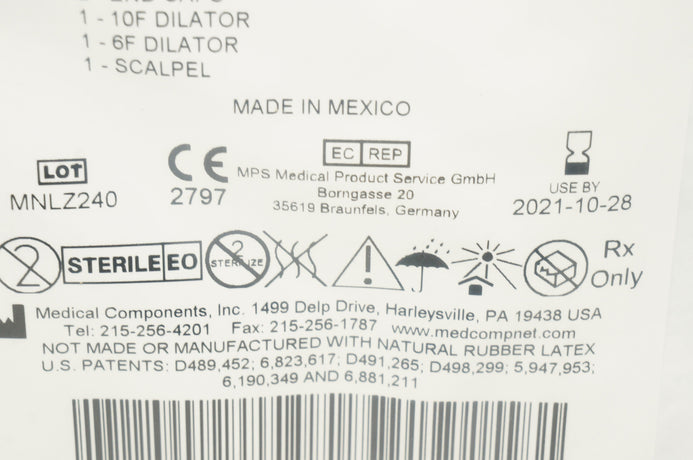 1 - 10F DILATOR
1 - 6F DILATOR
1 - SCALPEL
MADE IN MEXICO
LOT
MNLZ240
CE
2797
EC REP
MPS Medical Product Service GmbH
Borngasse 20
35619 Braunfels, Germany
USE BY
2021-10-28
2
STERILE EO
2
STERILIZE
!
Rx
Only
Medical Components, Inc. 1499 Delp Drive, Harleysville, PA 19438 USA
Tel: 215-256-4201 Fax: 215-256-1787 www.medcompnet.com
NOT MADE OR MANUFACTURED WITH NATURAL RUBBER LATEX
U.S. PATENTS: D489,452; 6,823,617; D491,265; D498,299; 5,947,953;
6,190,349 AND 6,881,211